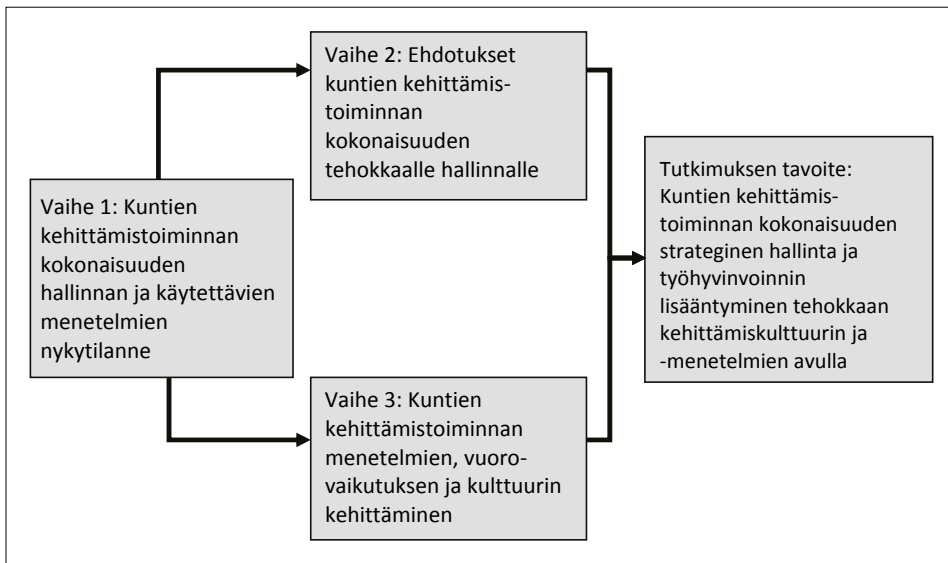 Vaihe 1: Kuntien
kehittämistoiminnan
kokonaisuuden
hallinnan ja käytettävien
menetelmien
nykytilanne
Vaihe 2: Ehdotukset
kuntien kehittämis-
toiminnan
kokonaisuuden
tehokkaalle hallinnalle
Vaihe 3: Kuntien
kehittämistoiminnan
menetelmien, vuoro-
vaikutuksen ja kulttuurin
kehittäminen
Tutkimuksen tavoite:
Kuntien kehittämis-
toiminnan kokonaisuuden
strateginen hallinta ja
työhyvinvoinnin
lisääntyminen tehokkaan
kehittämiskulttuurin ja
-menetelmien avulla